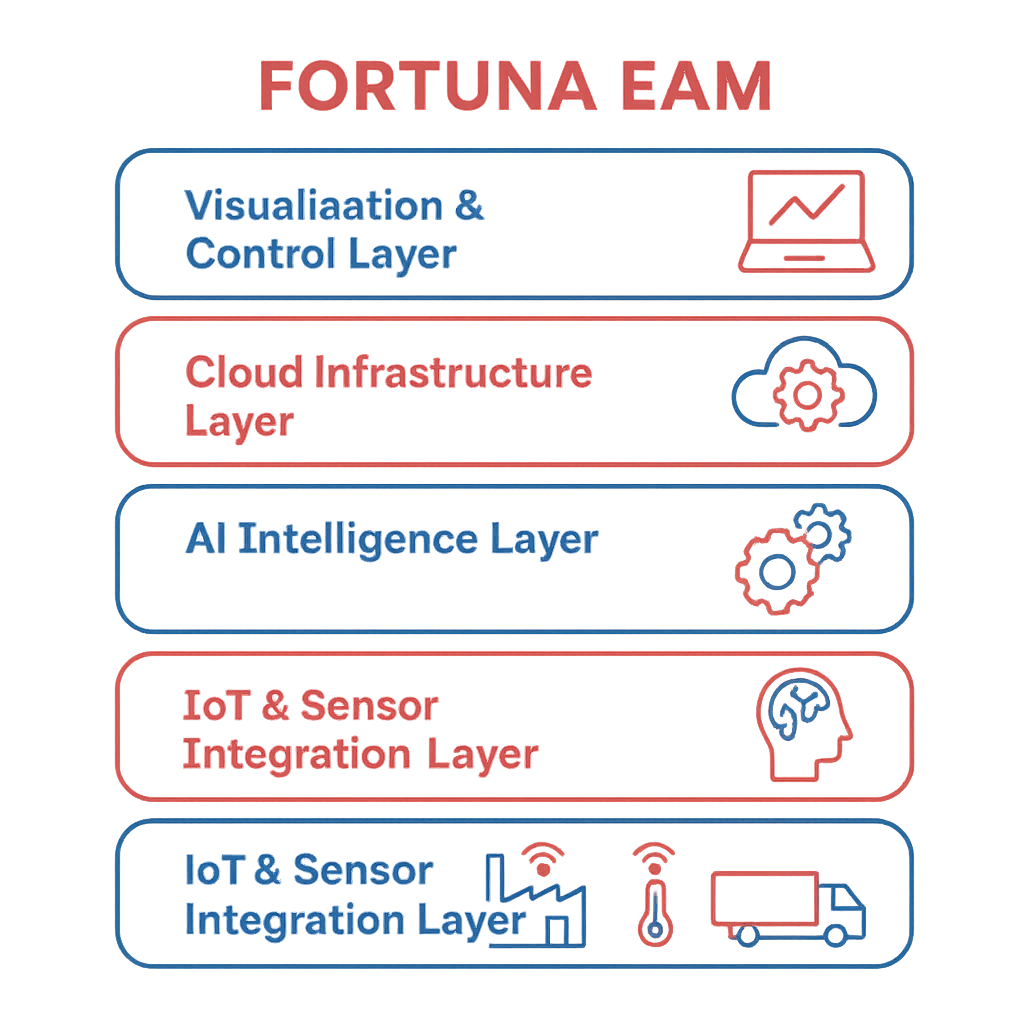 FORTUNA EAM
Visualiaation &
Control Layer
Cloud Infrastructure
Layer
AI Intelligence Layer
IoT & Sensor
Integration Layer
IoT & Sensor
Integration Layer